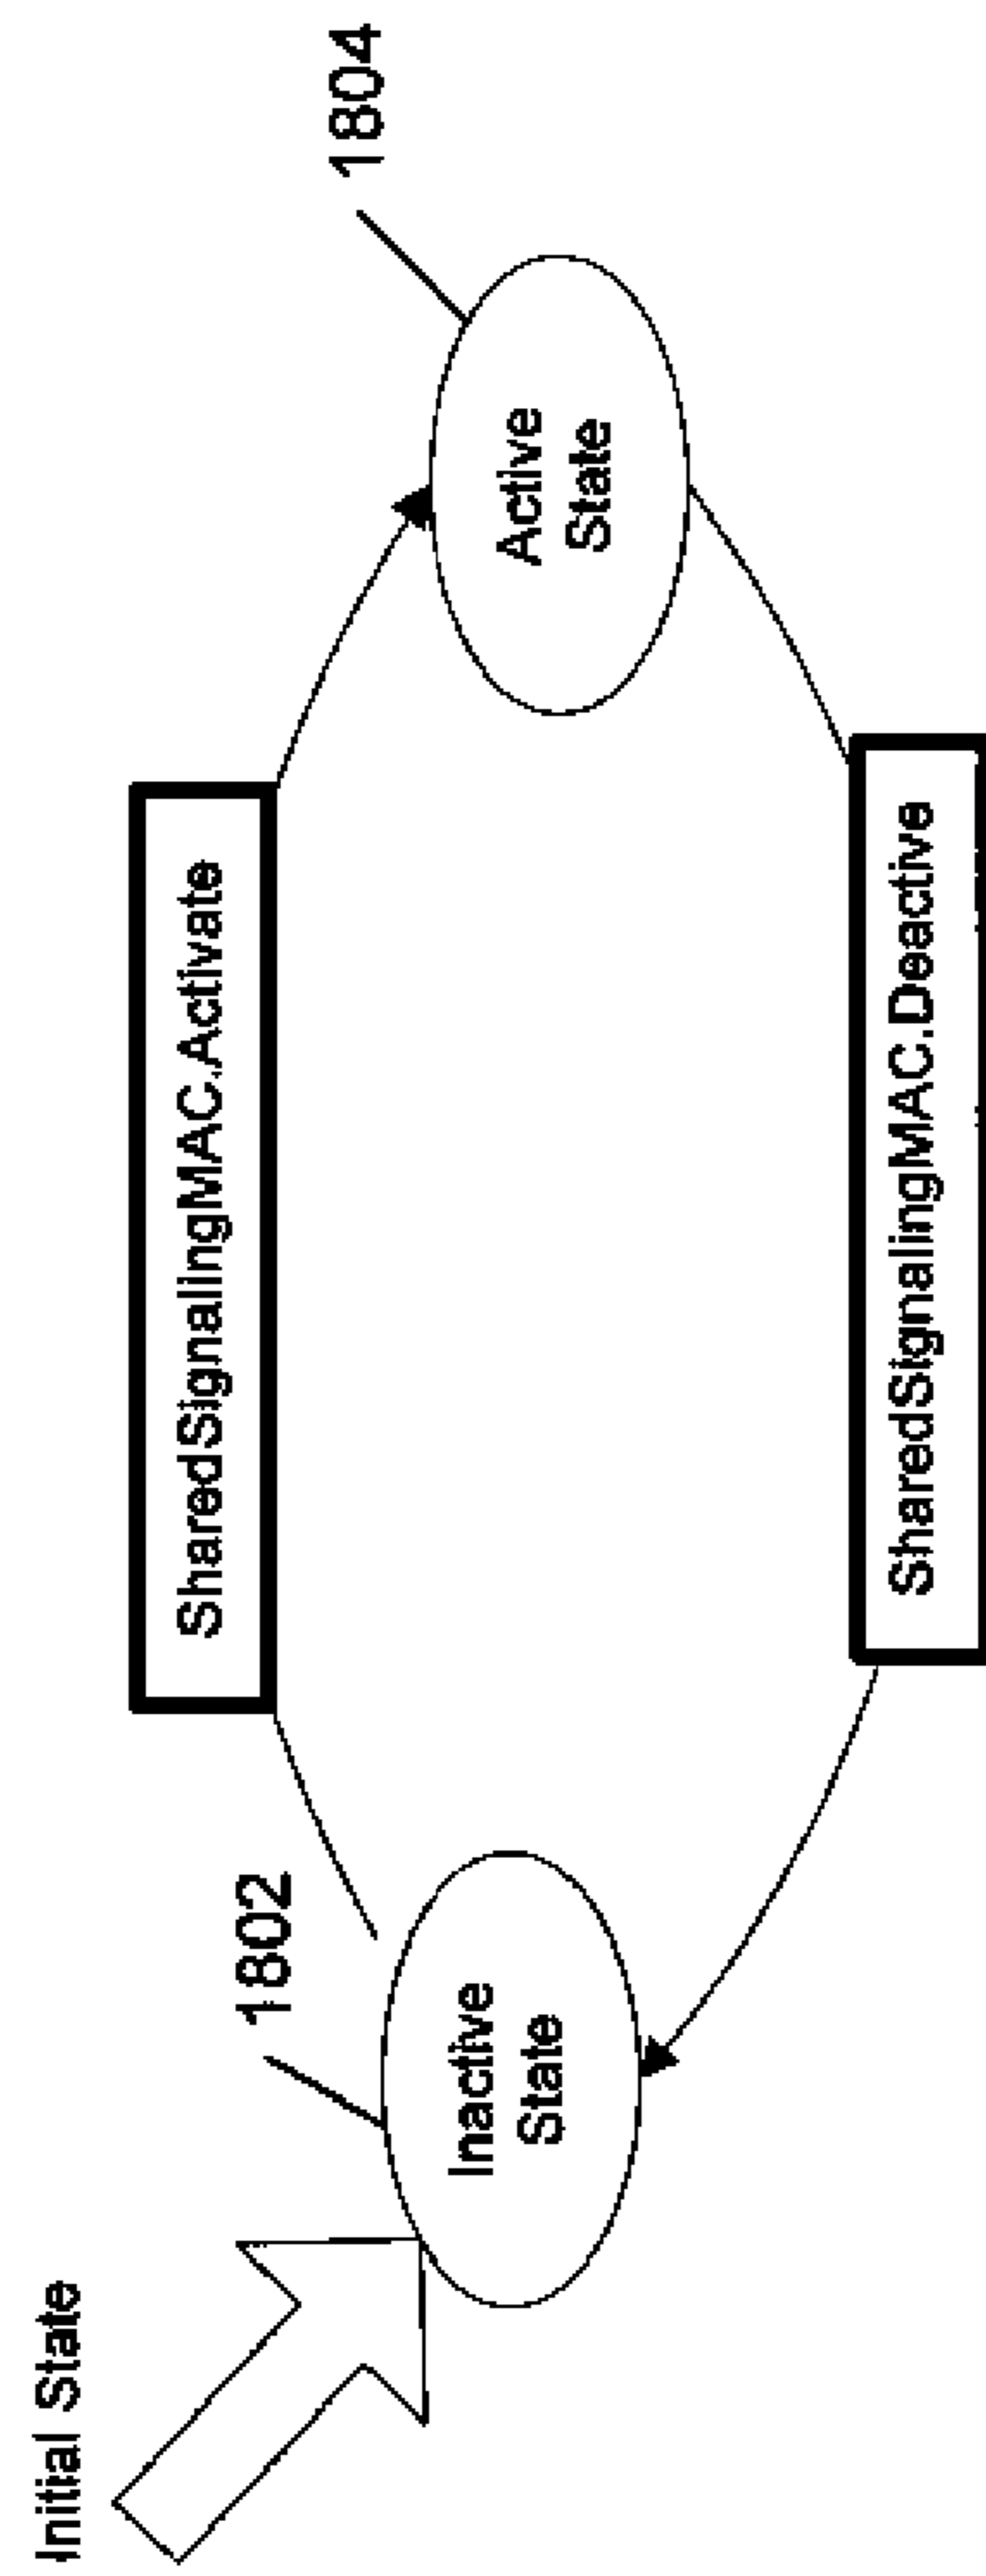 Initial State
1802
Inactive
State
SharedSignalingMAC.Activate
1804
Active
State
SharedSignalingMAC.Deactive